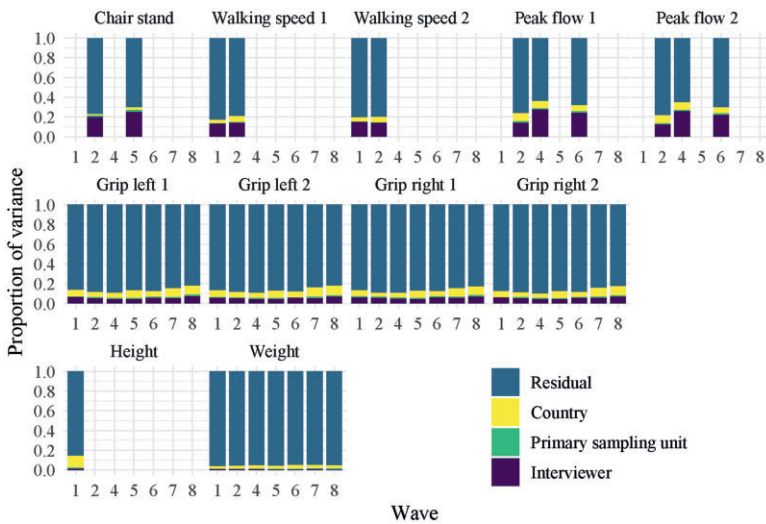 Chair stand Walking speed 1 Walking speed 2 Peak flow 1 Peak flow 2
1.0
0.8
0.6
0.4
0.2
0.0
1 2 4 5 6 7 8 1 2 4 5 6 7 8 1 2 4 5 6 7 8 1 2 4 5 6 7 8 1 2 4 5 6 7 8
Grip left 1 Grip left 2 Grip right 1 Grip right 2
1.0
0.8
0.6
0.4
0.2
0.0
1 2 4 5 6 7 8 1 2 4 5 6 7 8 1 2 4 5 6 7 8 1 2 4 5 6 7 8
Proportion of variance
Height Weight
1.0
0.8
0.6
0.4
0.2
0.0
1 2 4 5 6 7 8 1 2 4 5 6 7 8
Residual
Country
Primary sampling unit
Interviewer
Wave